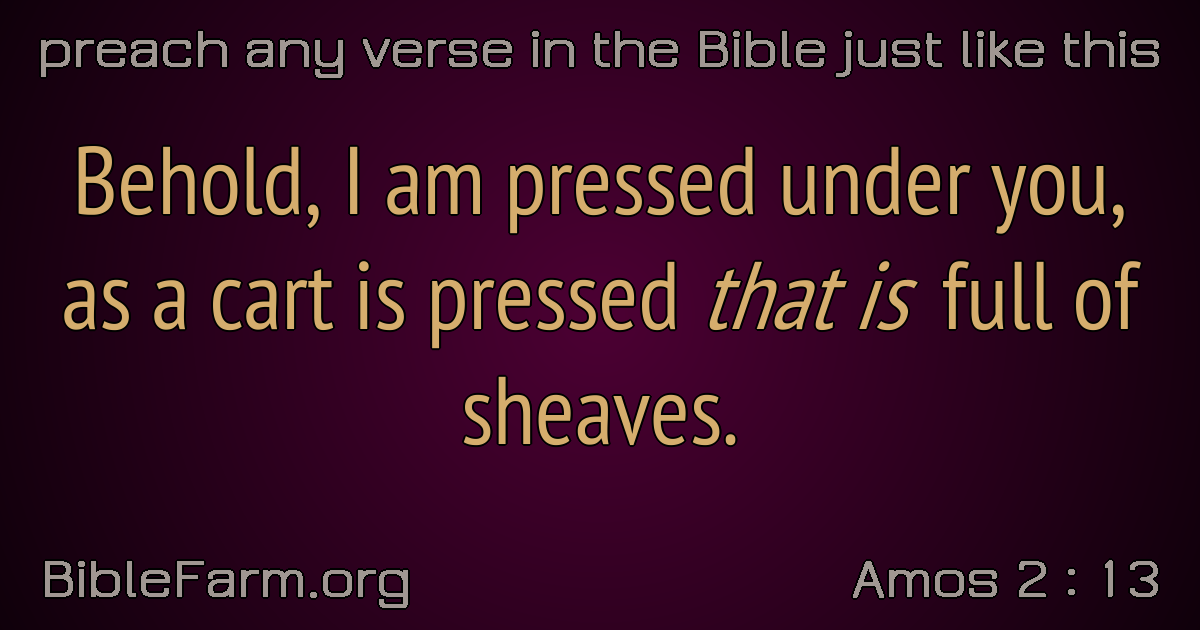 preach any verse in the Bible just like this
Behold, I am pressed under you,
as a cart is pressed that is full of
sheaves.
BibleFarm.org
Amos 2 : 13